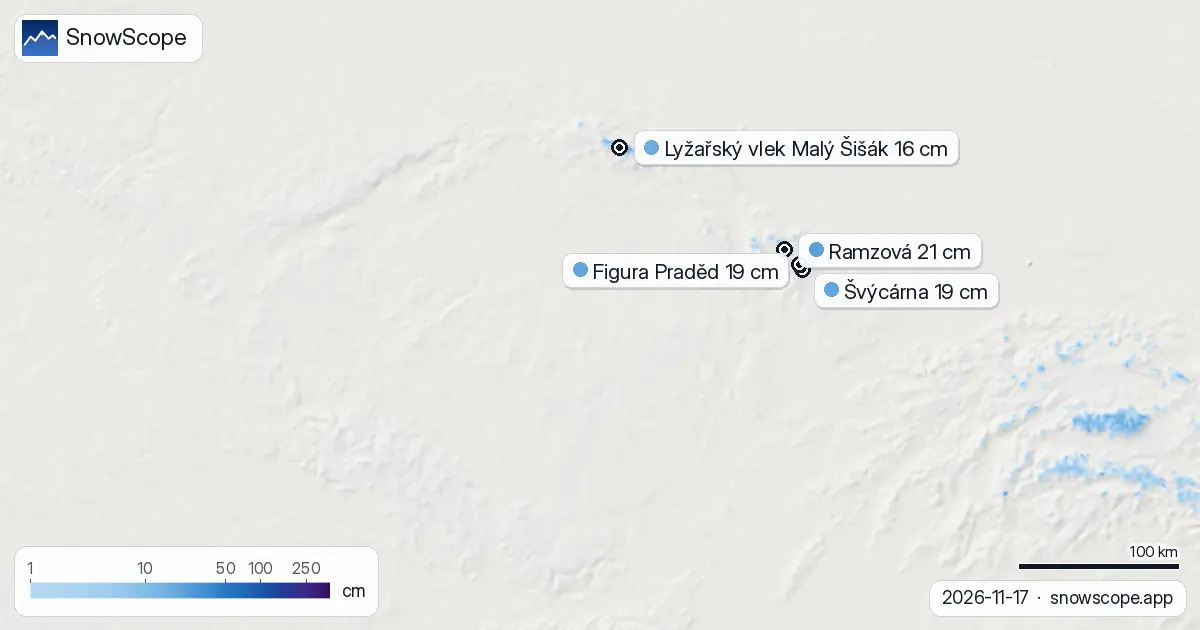 SnowScope
Lyžařský vlek Malý Šišák 16 cm
Ramzová 21 cm
Figura Praděd 19 cm
Švýcárna 19 cm
1 10 50 100 250
cm
100 km
2026-11-17 · snowscope.app